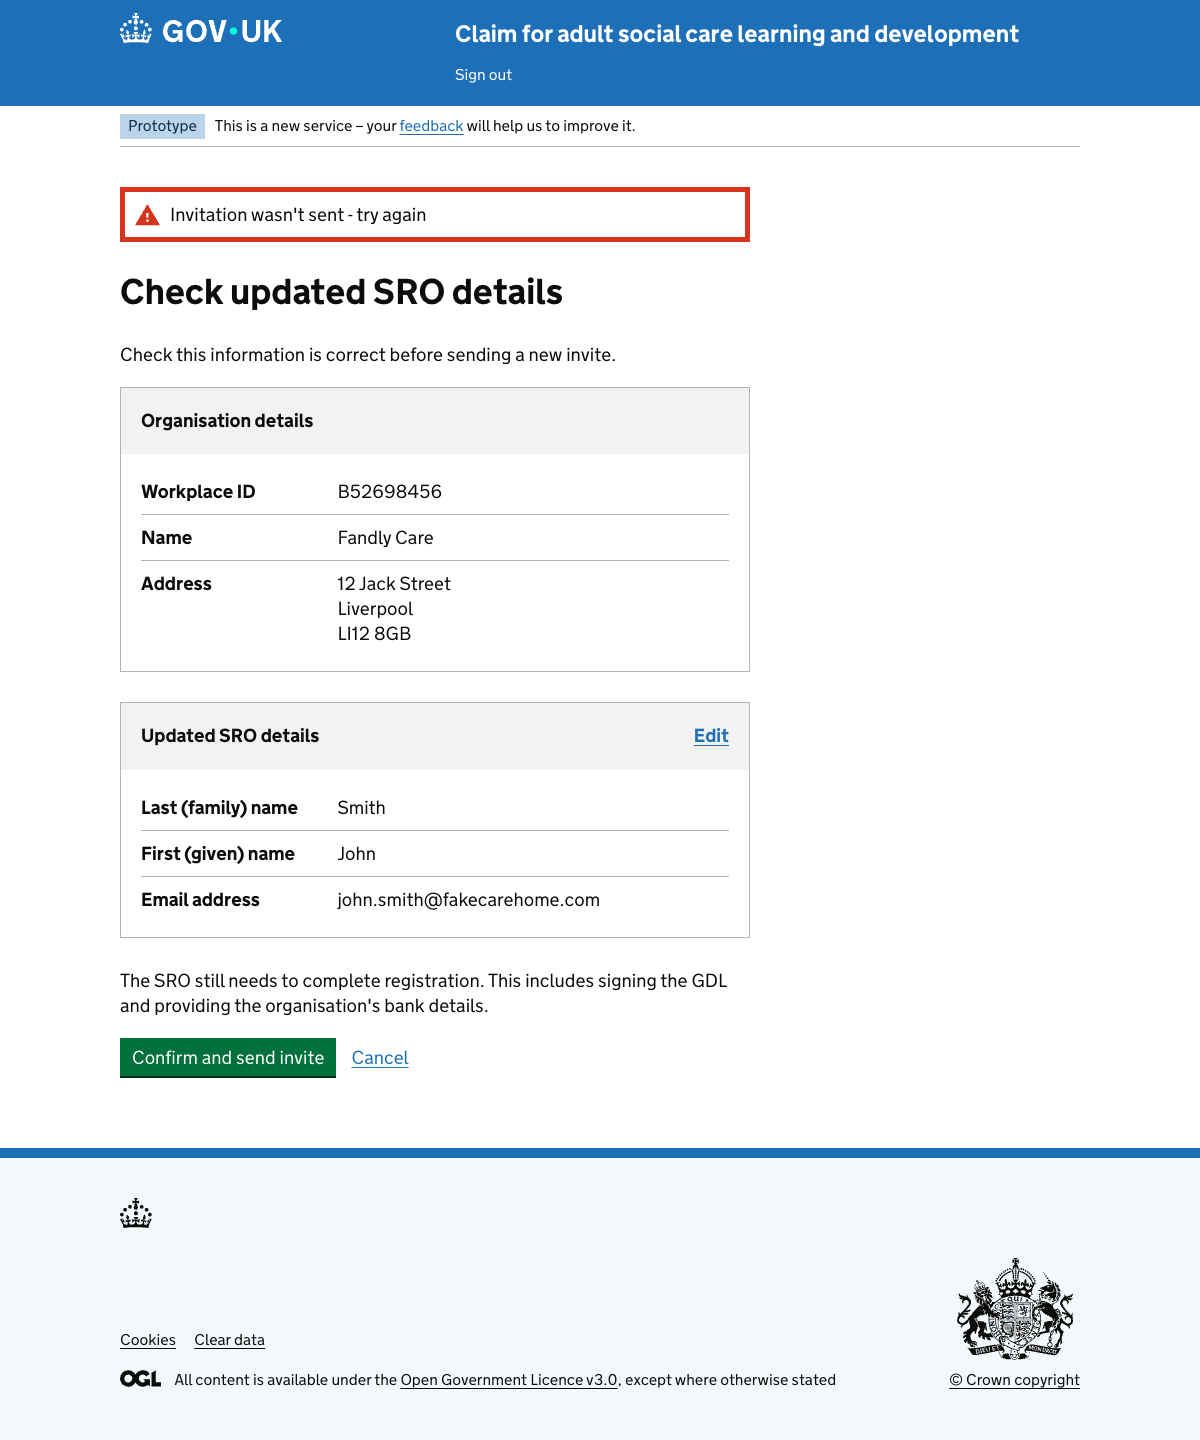 GOV•UK
Claim for adult social care learning and development
Sign out
Prototype This is a new service – your feedback will help us to improve it.
Invitation wasn't sent - try again
Check updated SRO details
Check this information is correct before sending a new invite.
Organisation details
Workplace ID B52698456
Name Fandly Care
Address 12 Jack Street
Liverpool
LI12 8GB
Updated SRO details Edit
Last (family) name Smith
First (given) name John
Email address john.smith@fakecarehome.com
The SRO still needs to complete registration. This includes signing the GDL
and providing the organisation's bank details.
Confirm and send invite Cancel
Cookies Clear data
OGL All content is available under the Open Government Licence v3.0, except where otherwise stated
© Crown copyright